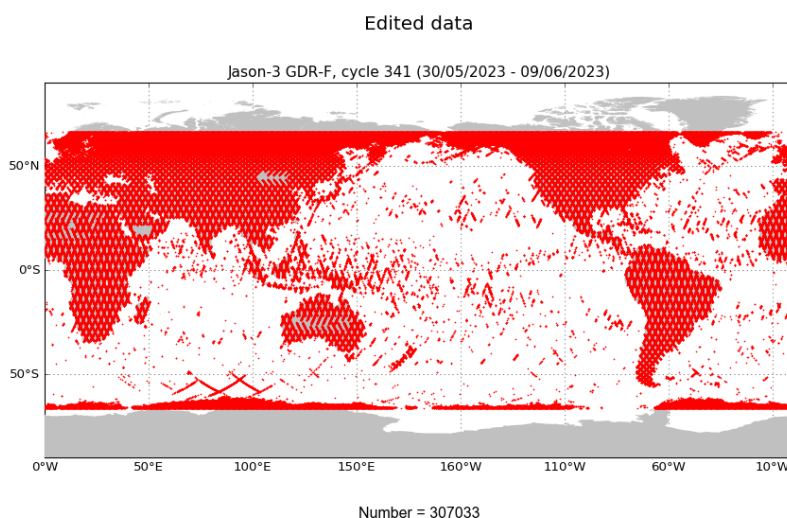 Edited data
Jason-3 GDR-F, cycle 341 (30/05/2023 - 09/06/2023)
50°N
0°S
50°S
0°W 50°E 100°E 150°E 160°W 110°W 60°W 10°W
Number = 307033